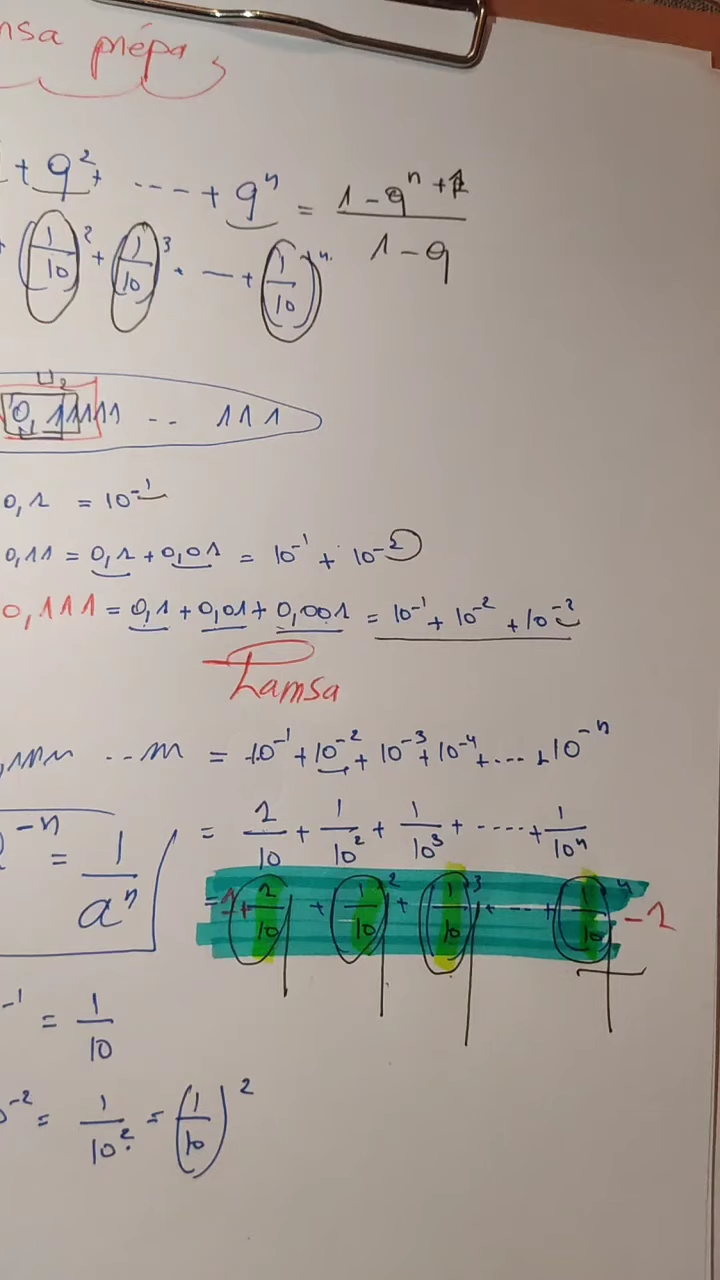 nsa prépa
+ q² + ---- + qⁿ = (1 - qⁿ⁺¹)/(1 - q)
+ (1/10)² + (1/10)³ + — + (1/10)ⁿ
U₂
0,11111 -- 111
0,1 = 10⁻¹
0,11 = 0,1 + 0,01 = 10⁻¹ + 10⁻²
0,111 = 0,1 + 0,01 + 0,001 = 10⁻¹ + 10⁻² + 10⁻³
Lamsa
= 10⁻¹ + 10⁻² + 10⁻³ + 10⁻⁴ + .... + 10⁻ⁿ
⁻ⁿ = 1/aⁿ
= 1/10 + 1/10² + 1/10³ + ---- + 1/10ⁿ
= 1 + 1/10 + (1/10)² + (1/10)³ + --- + (1/10)ⁿ - 1
⁻¹ = 1/10
⁻² = 1/10² = (1/10)²